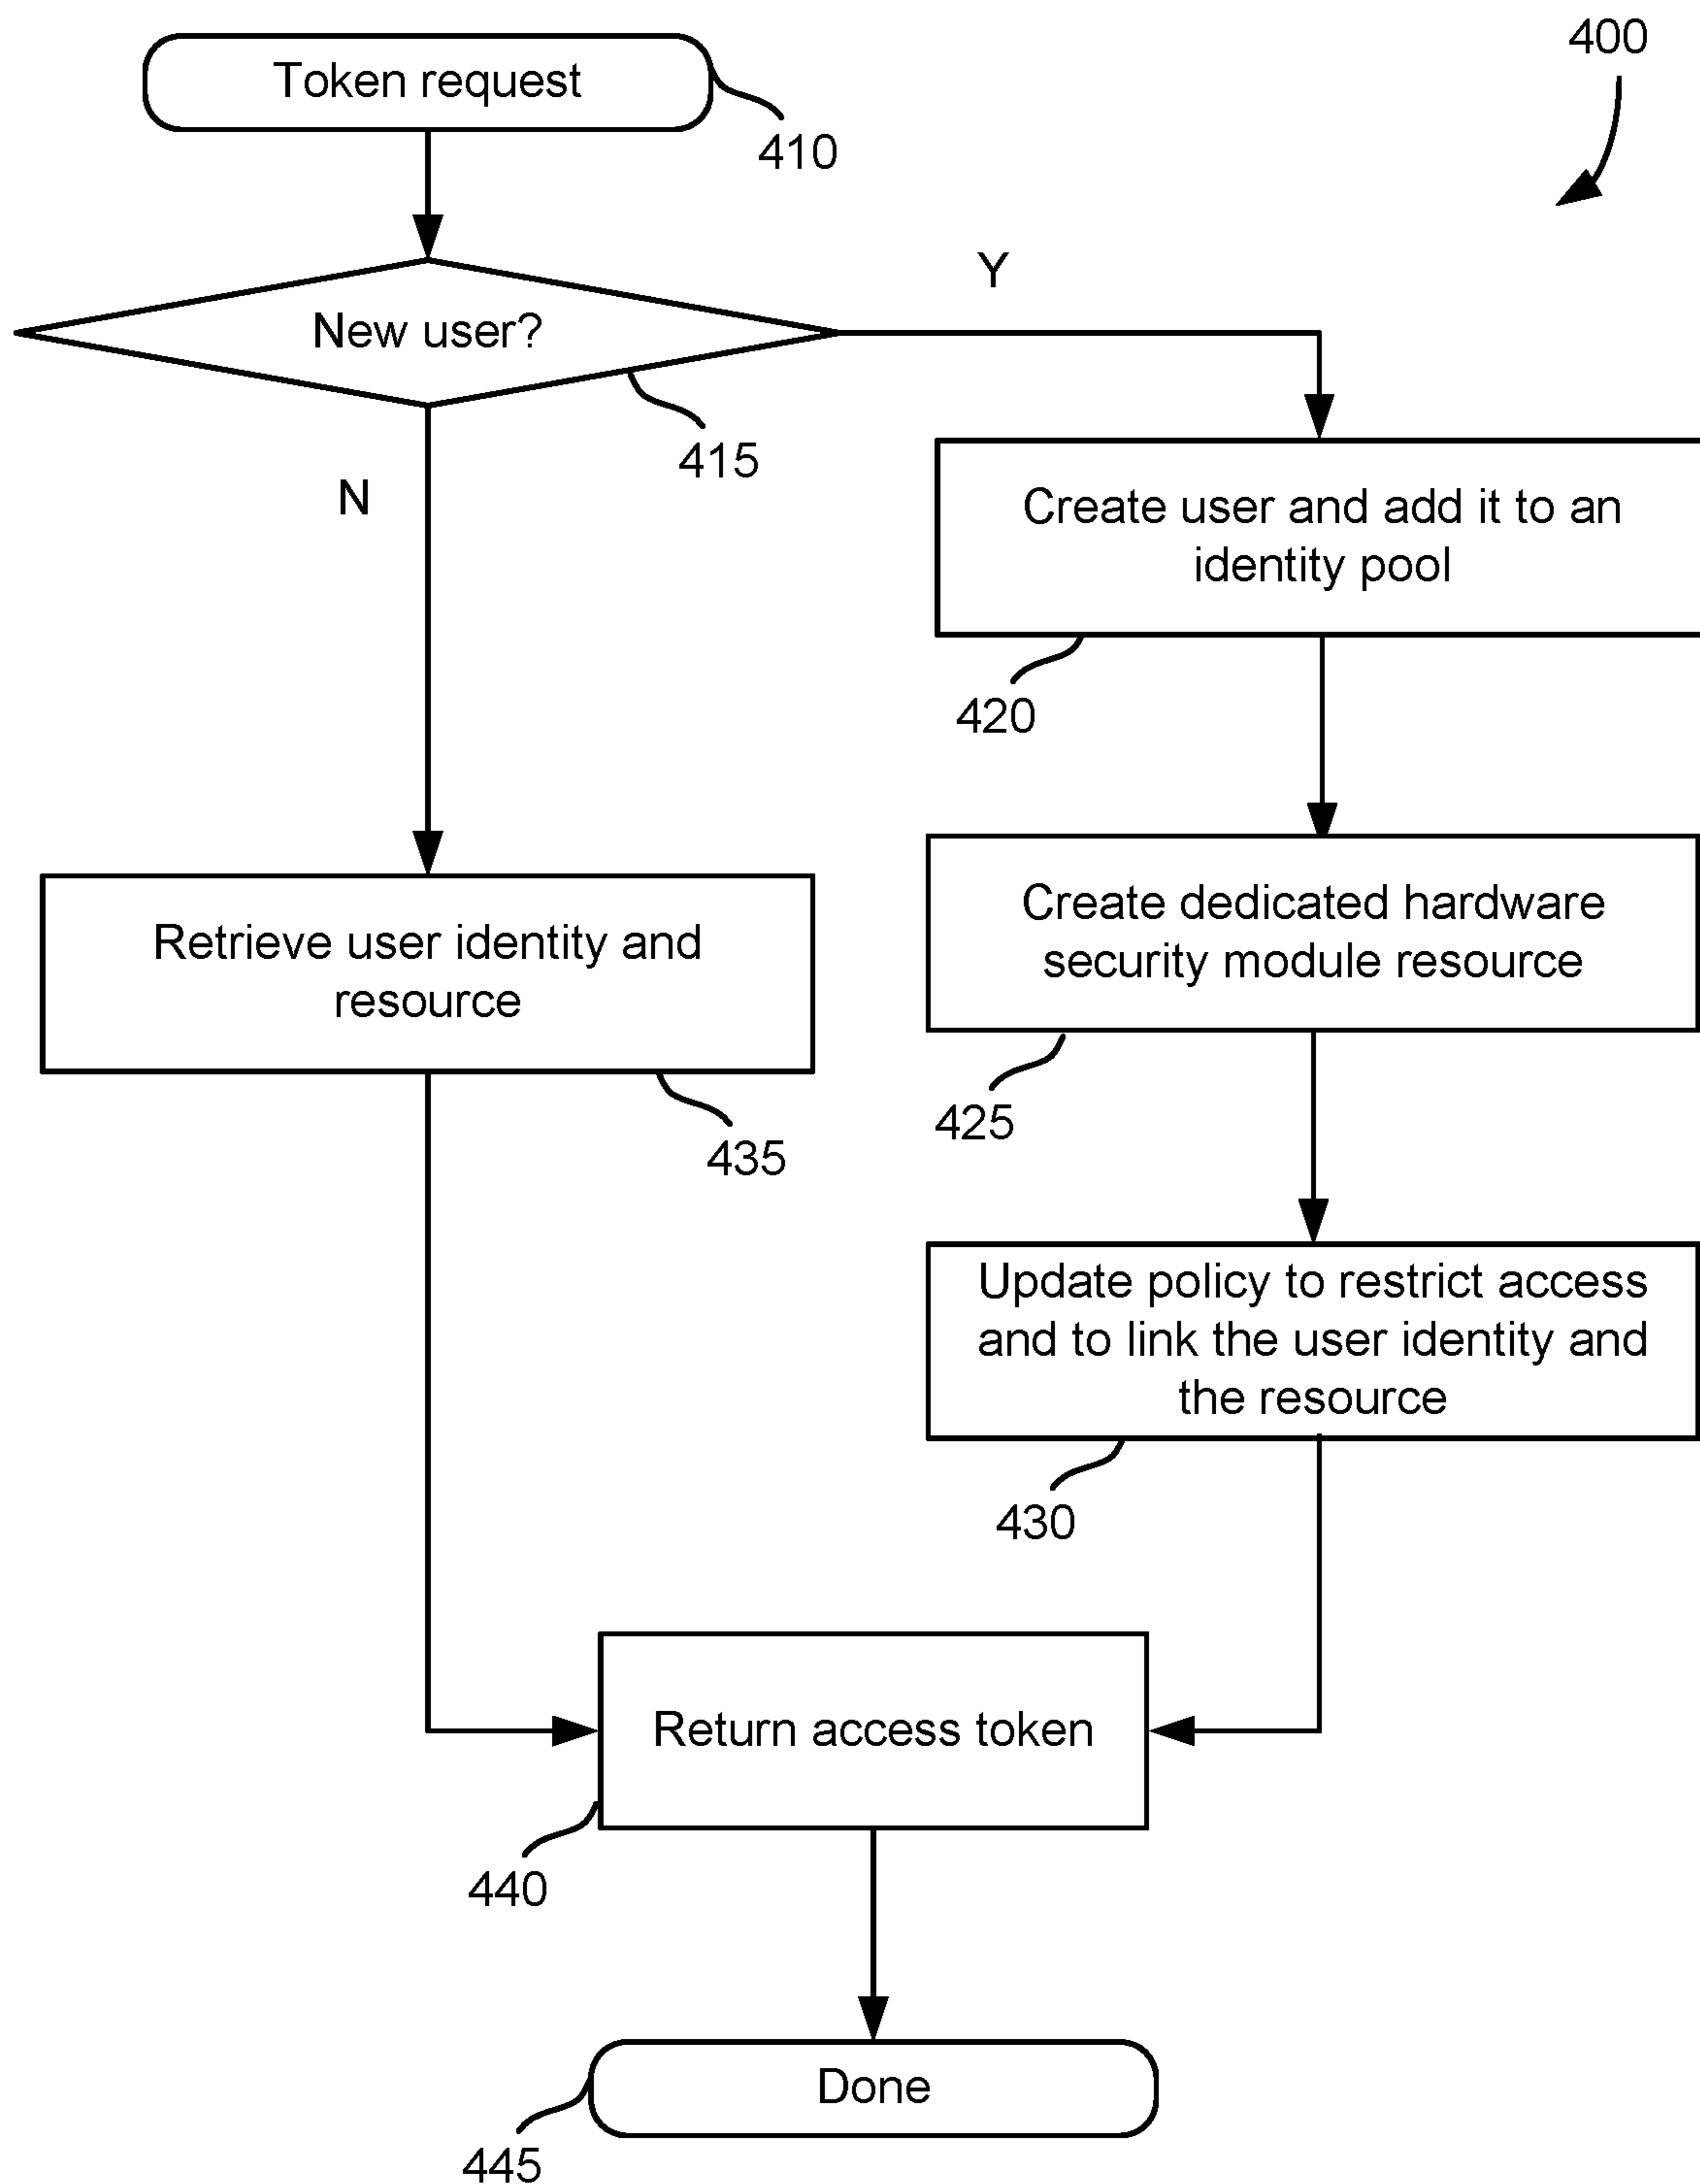 400
Token request
410
Y
New user?
415
N
Create user and add it to an
identity pool
420
Create dedicated hardware
security module resource
425
Retrieve user identity and
resource
435
Update policy to restrict access
and to link the user identity and
the resource
430
Return access token
440
Done
445